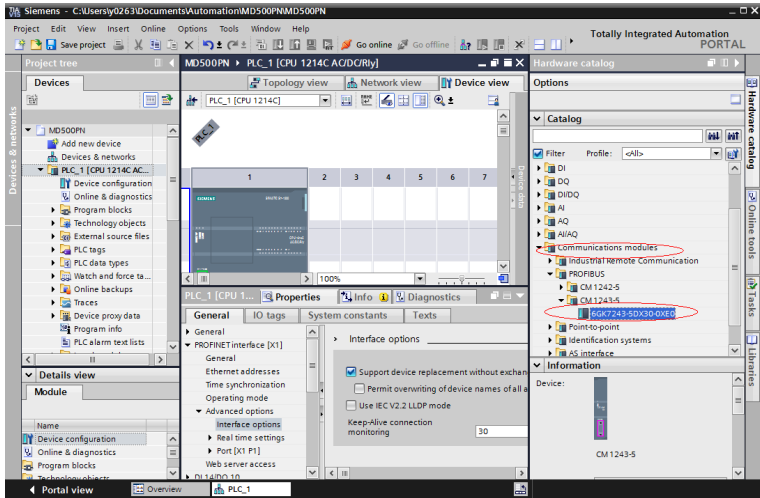 Siemens - C:\Users\y0263\Documents\Automation\MD500PN\MD500PN
Project Edit View Insert Online Options Tools Window Help
Save project
Go online
Go offline
Totally Integrated Automation
PORTAL
Project tree
Devices
Devices & networks
MD500PN
Add new device
Devices & networks
PLC_1 [CPU 1214C AC...
Device configuration
Online & diagnostics
Program blocks
Technology objects
External source files
PLC tags
PLC data types
Watch and force ta...
Online backups
Traces
Device proxy data
Program info
PLC alarm text lists
Details view
Module
Name
Device configuration
Online & diagnostics
Program blocks
Technology objects
MD500PN ▸ PLC_1 [CPU 1214C AC/DC/Rly]
Topology view
Network view
Device view
PLC_1 [CPU 1214C]
PLC_1
1 2 3 4 5 6 7
SIEMENS
100%
Device data
PLC_1 [CPU 1...
Properties
Info
Diagnostics
General
IO tags
System constants
Texts
General
PROFINET interface [X1]
General
Ethernet addresses
Time synchronization
Operating mode
Advanced options
Interface options
Real time settings
Port [X1 P1]
Web server access
DI 14/DQ 10
Interface options
Support device replacement without exchan
Permit overwriting of device names of all a
Use IEC V2.2 LLDP mode
Keep-Alive connection
monitoring
30
Hardware catalog
Options
Catalog
Filter
Profile:
<All>
DI
DQ
DI/DQ
AI
AQ
AI/AQ
Communications modules
Industrial Remote Communication
PROFIBUS
CM 1242-5
CM 1243-5
6GK7243-5DX30-0XE0
Point-to-point
Identification systems
AS interface
Information
Device:
CM 1243-5
Hardware catalog
Online tools
Tasks
Libraries
Portal view
Overview
PLC_1